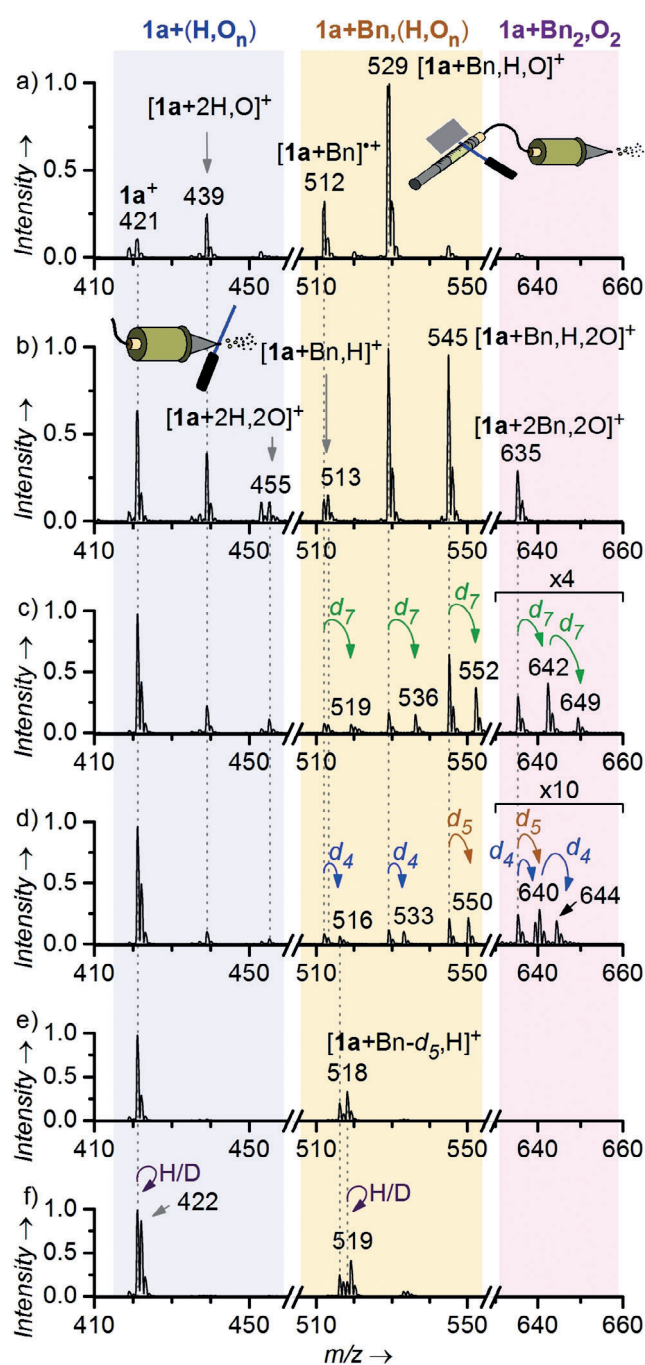 1a+(H,Oₙ) 1a+Bn,(H,Oₙ) 1a+Bn₂,O₂
a)
Intensity →
1.0
0.5
0.0
[1a+2H,O]⁺
1a⁺
421
439
[1a+Bn]•⁺
512
529 [1a+Bn,H,O]⁺
410 450 510 550 640 660
b)
Intensity →
1.0
0.5
0.0
[1a+2H,2O]⁺
455
[1a+Bn,H]⁺
513
545 [1a+Bn,H,2O]⁺
[1a+2Bn,2O]⁺
635
410 450 510 550 640 660
c)
Intensity →
1.0
0.5
0.0
x4
d₇ d₇ d₇ d₇ d₇
519 536 552 642 649
410 450 510 550 640 660
d)
Intensity →
1.0
0.5
0.0
x10
d₄ d₄ d₅ d₅ d₄ d₄
516 533 550 640 644
410 450 510 550 640 660
e)
Intensity →
1.0
0.5
0.0
[1a+Bn-d₅,H]⁺
518
410 450 510 550 640 660
f)
Intensity →
1.0
0.5
0.0
H/D
422
H/D
519
410 450 510 550 640 660
m/z →